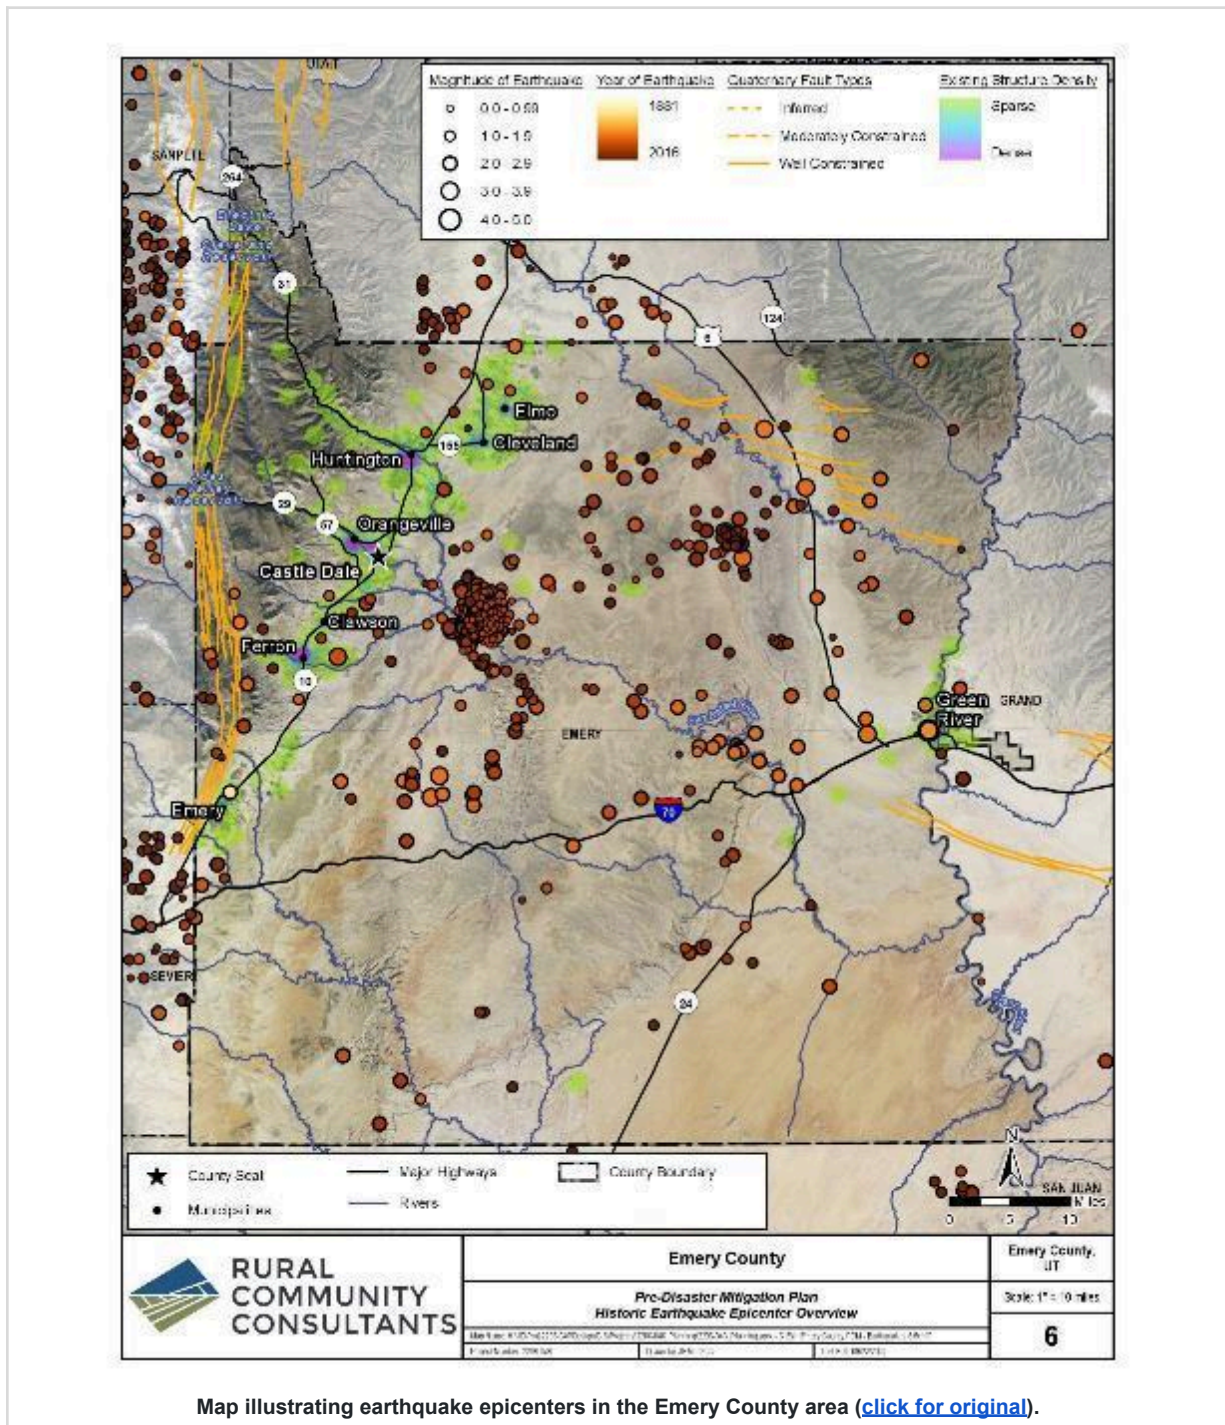 UTAH
Magnitude of Earthquake
0.0 - 0.99
1.0 - 1.9
2.0 - 2.9
3.0 - 3.9
4.0 - 5.0
Year of Earthquake
1881
2016
Quaternary Fault Types
Inferred
Moderately Constrained
Well Constrained
Existing Structure Density
Sparse
Dense
SANPETE
264
31
6
124
Elmo
155
Cleveland
Huntington
29
57
Orangeville
Castle Dale
Clawson
Ferron
10
EMERY
Green
River
GRAND
Emery
70
SEVIER
24
N
SAN JUAN
Miles
0 5 10
County Seat
Municipalities
Major Highways
Rivers
County Boundary
RURAL
COMMUNITY
CONSULTANTS
Emery County
Pre-Disaster Mitigation Plan
Historic Earthquake Epicenter Overview
Emery County,
UT
Scale: 1" = 10 miles
6
Map illustrating earthquake epicenters in the Emery County area (click for original).